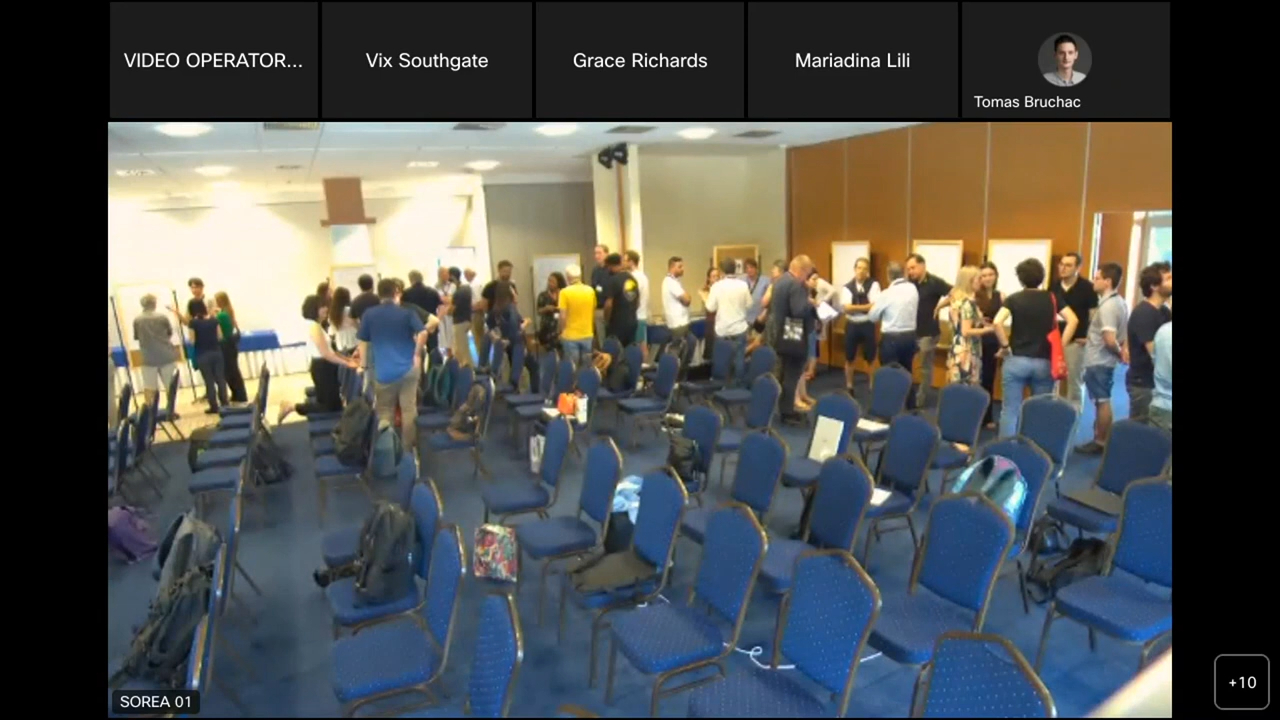 VIDEO OPERATOR...
Vix Southgate
Grace Richards
Mariadina Lili
Tomas Bruchac
SOREA 01
+10